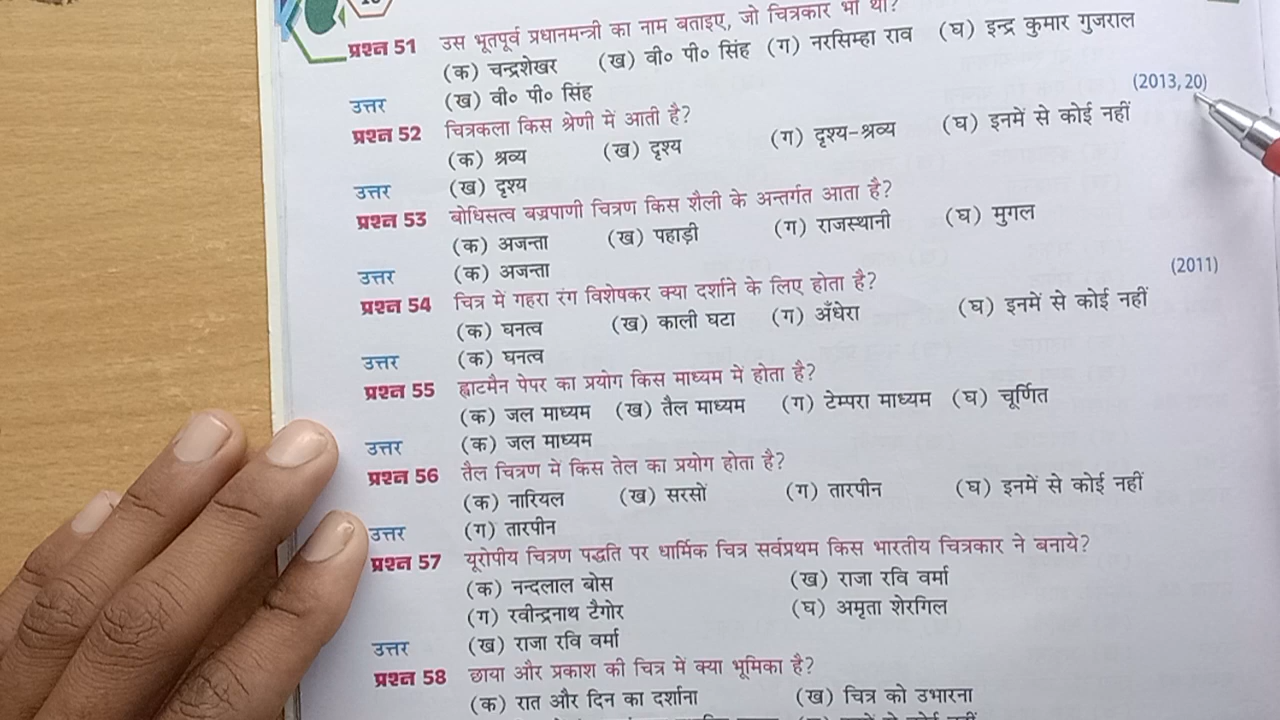 प्रश्न 51 उस भूतपूर्व प्रधानमन्त्री का नाम बताइए, जो चित्रकार भी थे?
(क) चन्द्रशेखर (ख) वी० पी० सिंह (ग) नरसिम्हा राव (घ) इन्द्र कुमार गुजराल
उत्तर (ख) वी० पी० सिंह
(2013, 20)
प्रश्न 52 चित्रकला किस श्रेणी में आती है?
(क) श्रव्य (ख) दृश्य (ग) दृश्य-श्रव्य (घ) इनमें से कोई नहीं
उत्तर (ख) दृश्य
प्रश्न 53 बोधिसत्व बज्रपाणी चित्रण किस शैली के अन्तर्गत आता है?
(क) अजन्ता (ख) पहाड़ी (ग) राजस्थानी (घ) मुगल
उत्तर (क) अजन्ता
(2011)
प्रश्न 54 चित्र में गहरा रंग विशेषकर क्या दर्शाने के लिए होता है?
(क) घनत्व (ख) काली घटा (ग) अँधेरा (घ) इनमें से कोई नहीं
उत्तर (क) घनत्व
प्रश्न 55 ह्वाटमैन पेपर का प्रयोग किस माध्यम में होता है?
(क) जल माध्यम (ख) तैल माध्यम (ग) टेम्परा माध्यम (घ) चूर्णित
उत्तर (क) जल माध्यम
प्रश्न 56 तैल चित्रण में किस तेल का प्रयोग होता है?
(क) नारियल (ख) सरसों (ग) तारपीन (घ) इनमें से कोई नहीं
उत्तर (ग) तारपीन
प्रश्न 57 यूरोपीय चित्रण पद्धति पर धार्मिक चित्र सर्वप्रथम किस भारतीय चित्रकार ने बनाये?
(क) नन्दलाल बोस (ख) राजा रवि वर्मा
(ग) रवीन्द्रनाथ टैगोर (घ) अमृता शेरगिल
उत्तर (ख) राजा रवि वर्मा
प्रश्न 58 छाया और प्रकाश की चित्र में क्या भूमिका है?
(क) रात और दिन का दर्शाना (ख) चित्र को उभारना